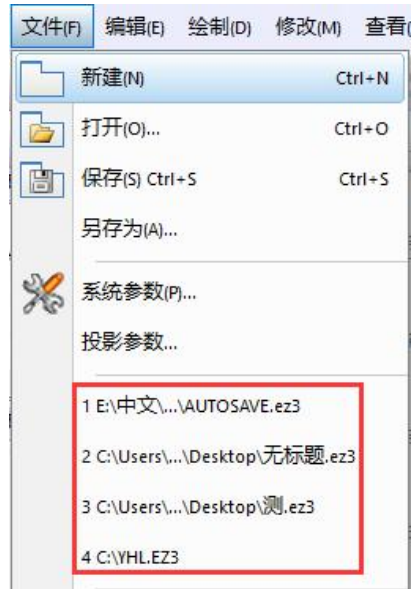 文件(F) 编辑(E) 绘制(D) 修改(M) 查看(
新建(N) Ctrl+N
打开(O)... Ctrl+O
保存(S) Ctrl+S Ctrl+S
另存为(A)...
系统参数(P)...
投影参数...
1 E:\中文\...\AUTOSAVE.ez3
2 C:\Users\...\Desktop\无标题.ez3
3 C:\Users\...\Desktop\测.ez3
4 C:\YHL.EZ3